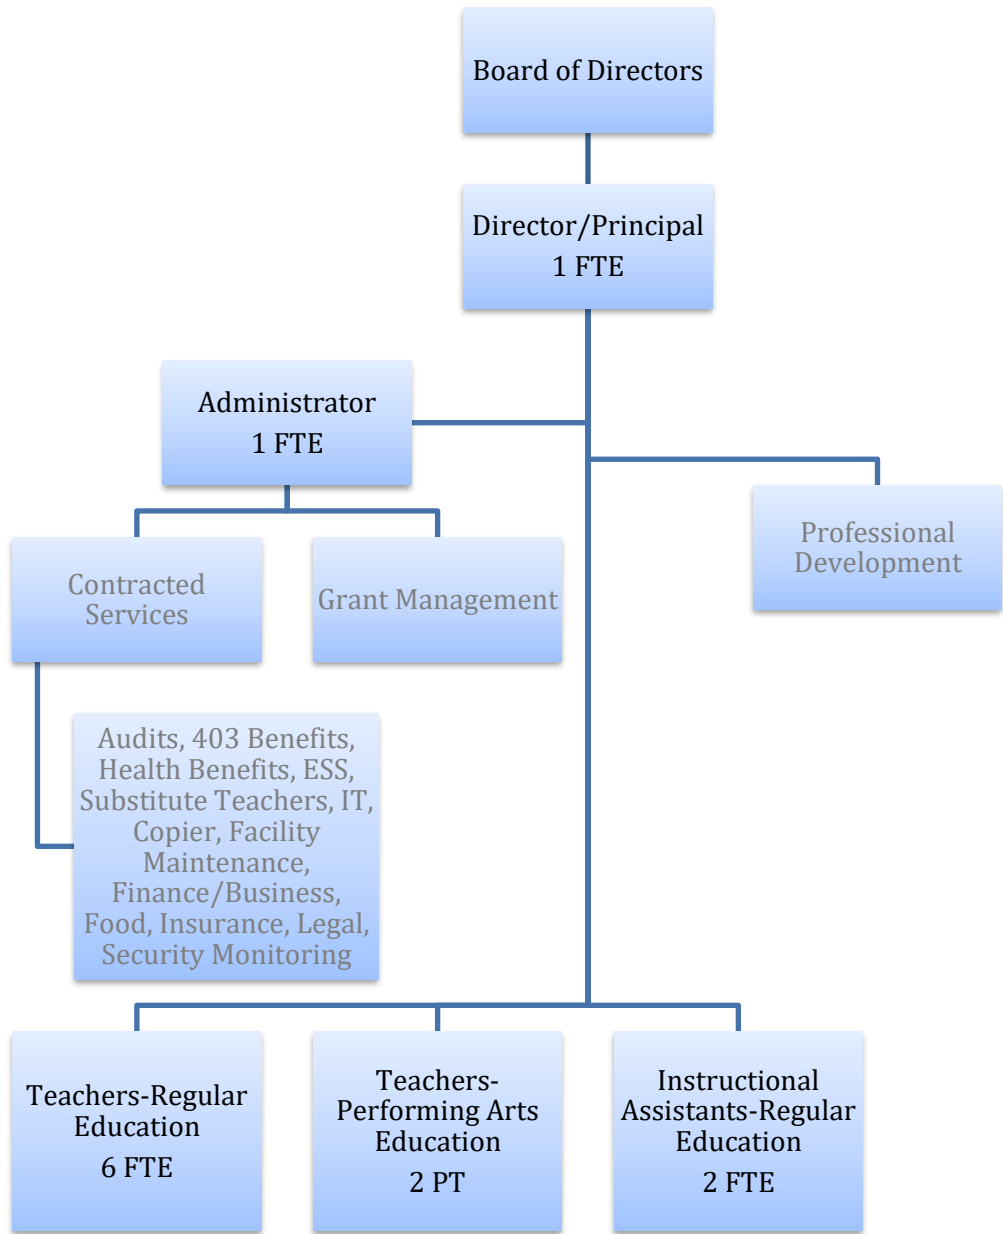 Board of Directors
Director/Principal
1 FTE
Administrator
1 FTE
Professional
Development
Contracted
Services
Grant Management
Audits, 403 Benefits,
Health Benefits, ESS,
Substitute Teachers, IT,
Copier, Facility
Maintenance,
Finance/Business,
Food, Insurance, Legal,
Security Monitoring
Teachers-Regular
Education
6 FTE
Teachers-
Performing Arts
Education
2 PT
Instructional
Assistants-Regular
Education
2 FTE